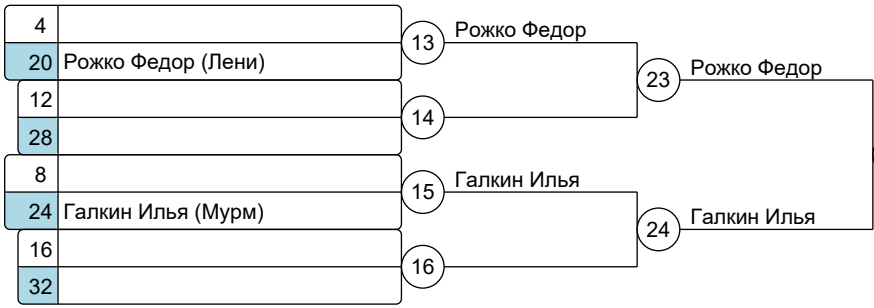 4
13
Рожко Федор
20 Рожко Федор (Лени)
23
Рожко Федор
12
14
28
8
15
Галкин Илья
24 Галкин Илья (Мурм)
24
Галкин Илья
16
16
32